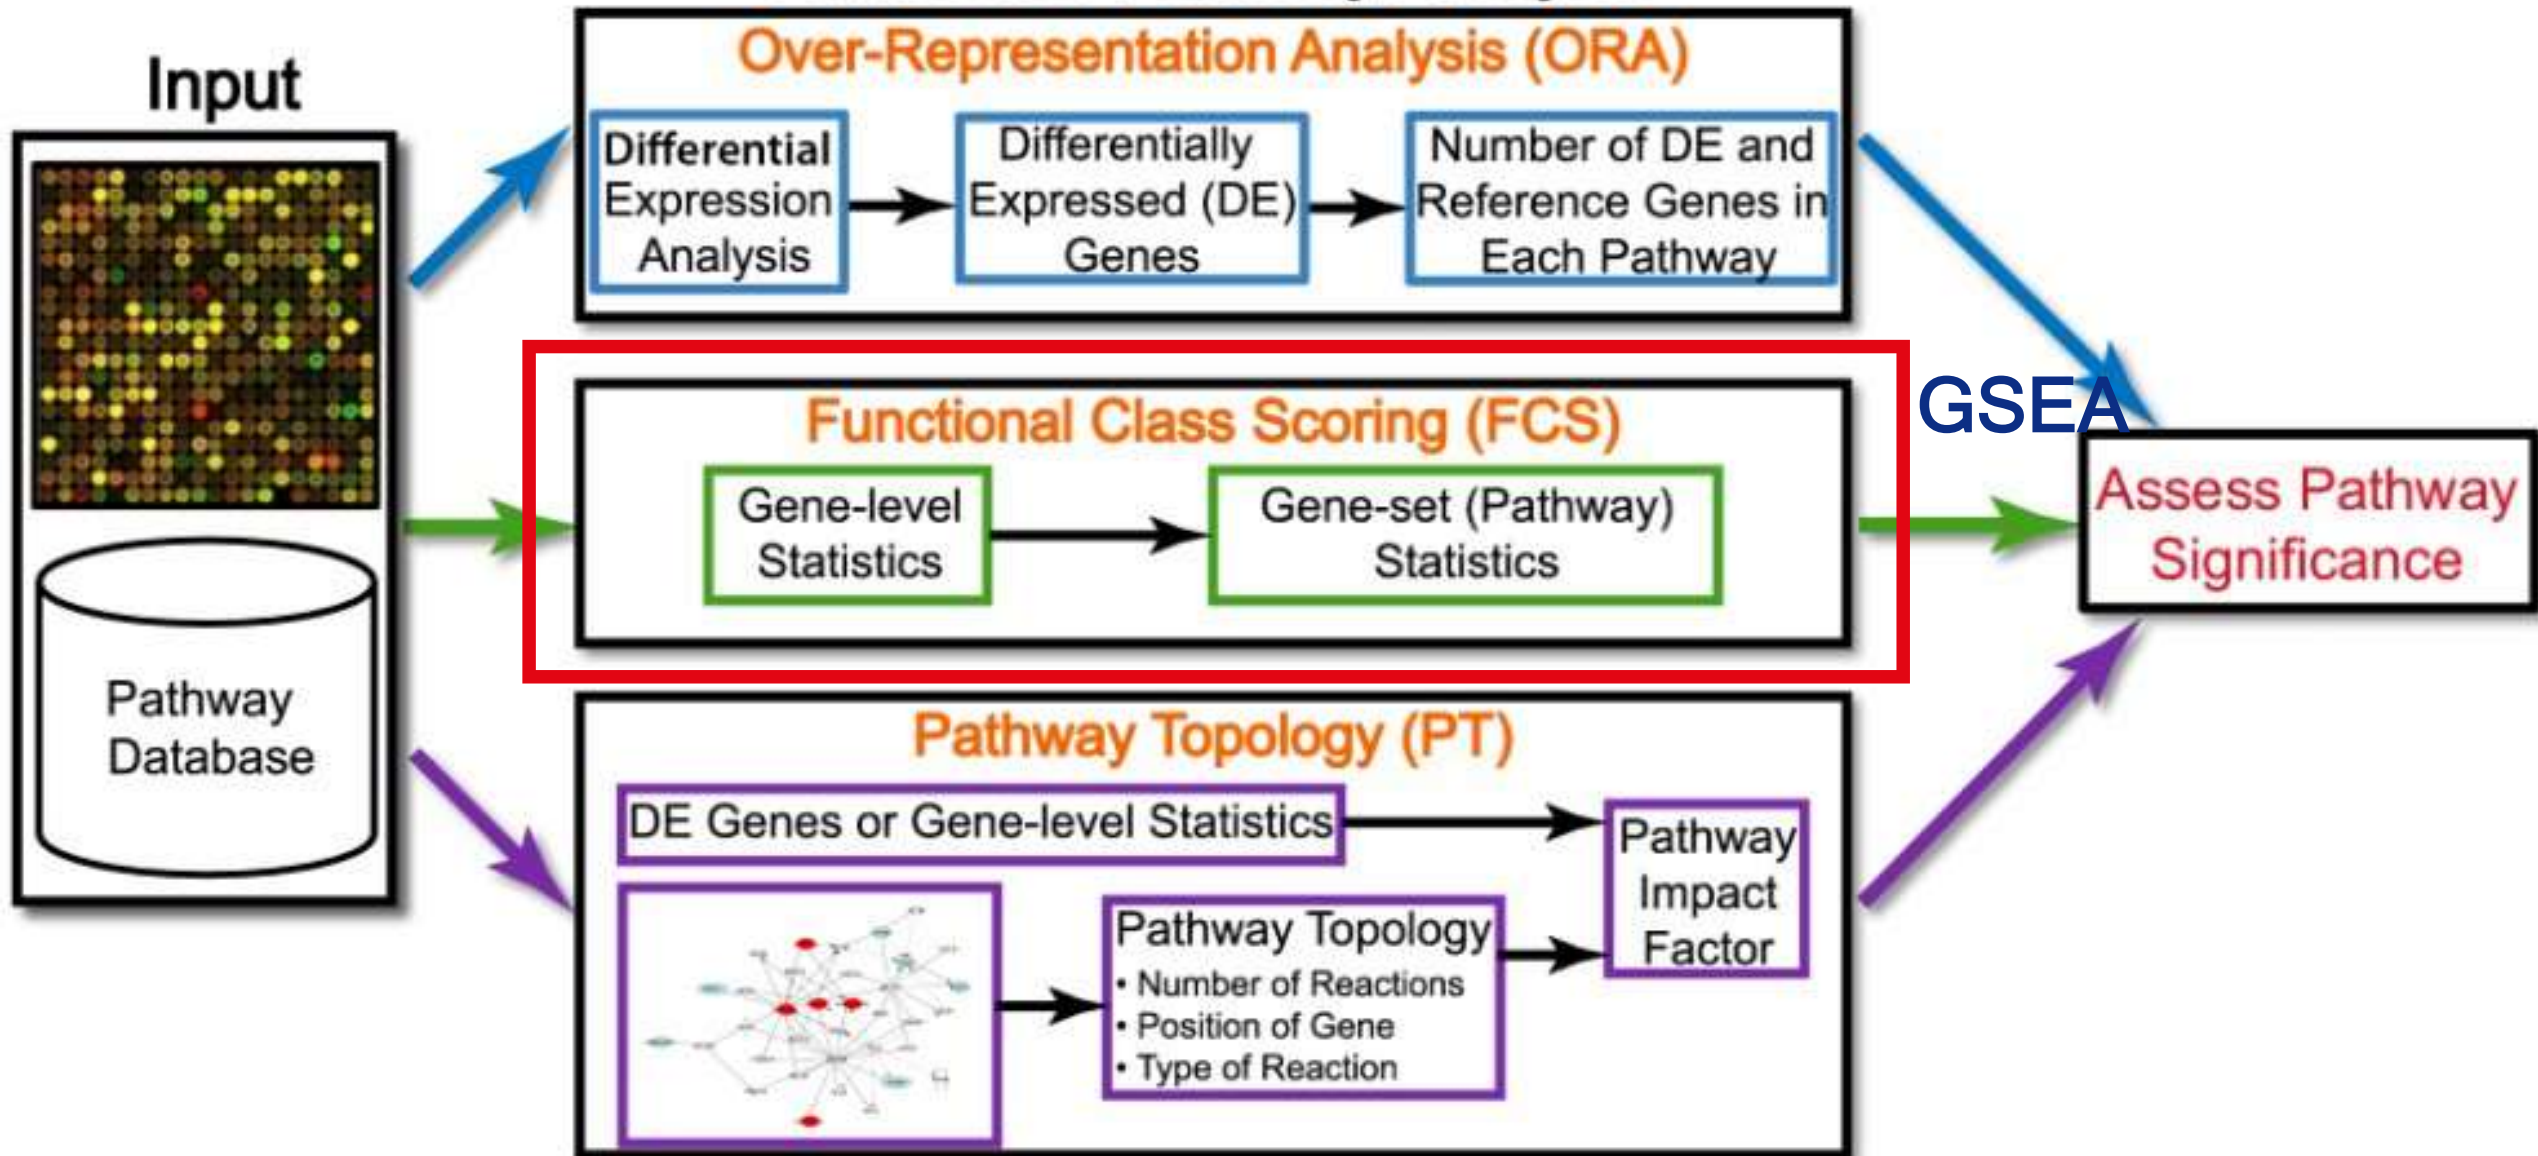 Input
Pathway
Database
Over-Representation Analysis (ORA)
Differential
Expression
Analysis
Differentially
Expressed (DE)
Genes
Number of DE and
Reference Genes in
Each Pathway
Functional Class Scoring (FCS)
Gene-level
Statistics
Gene-set (Pathway)
Statistics
GSEA
Pathway Topology (PT)
DE Genes or Gene-level Statistics
Pathway Topology
• Number of Reactions
• Position of Gene
• Type of Reaction
Pathway
Impact
Factor
Assess Pathway
Significance